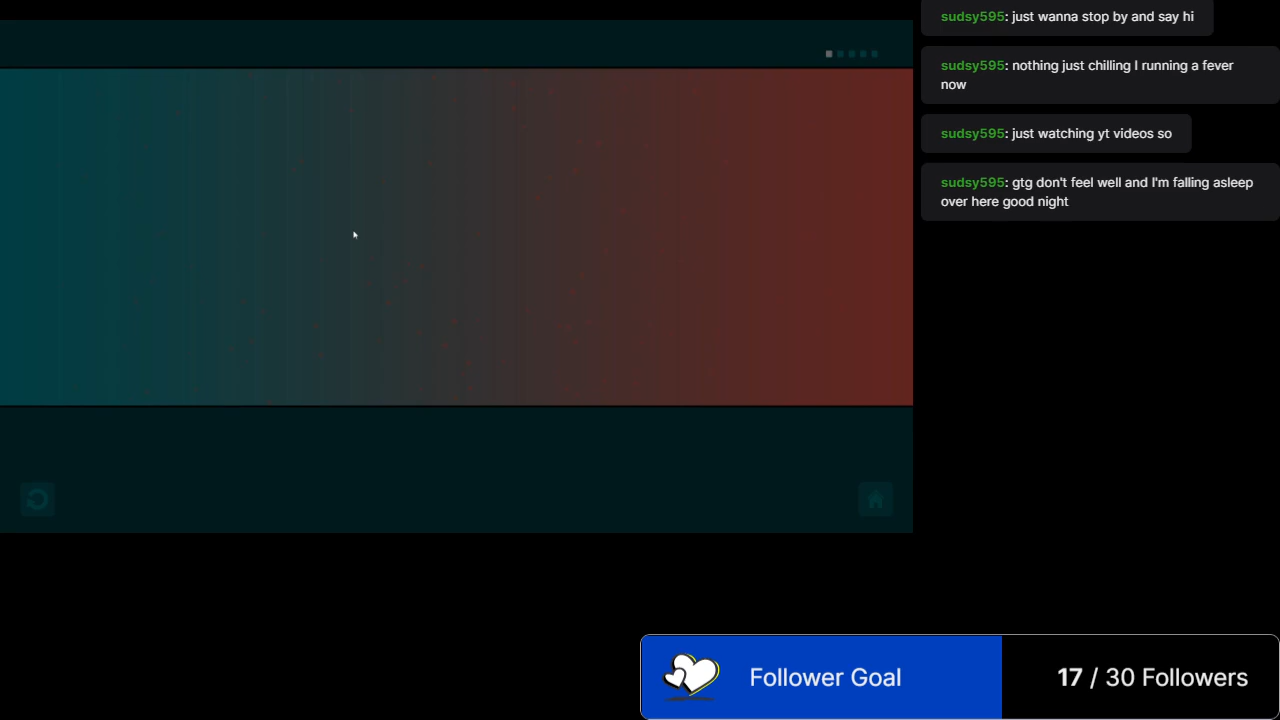 sudsy595: just wanna stop by and say hi
sudsy595: nothing just chilling I running a fever
now
sudsy595: just watching yt videos so
sudsy595: gtg don't feel well and I'm falling asleep
over here good night
Follower Goal
17 / 30 Followers